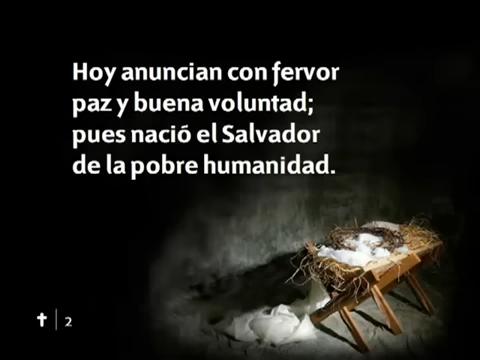 Hoy anuncian con fervor
paz y buena voluntad;
pues nació el Salvador
de la pobre humanidad.
2